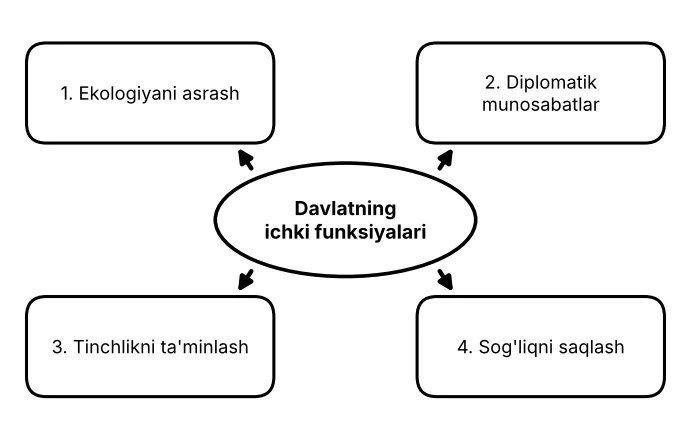 1. Ekologiyani asrash
2. Diplomatik
munosabatlar
Davlatning
ichki funksiyalari
3. Tinchlikni ta'minlash
4. Sog'liqni saqlash